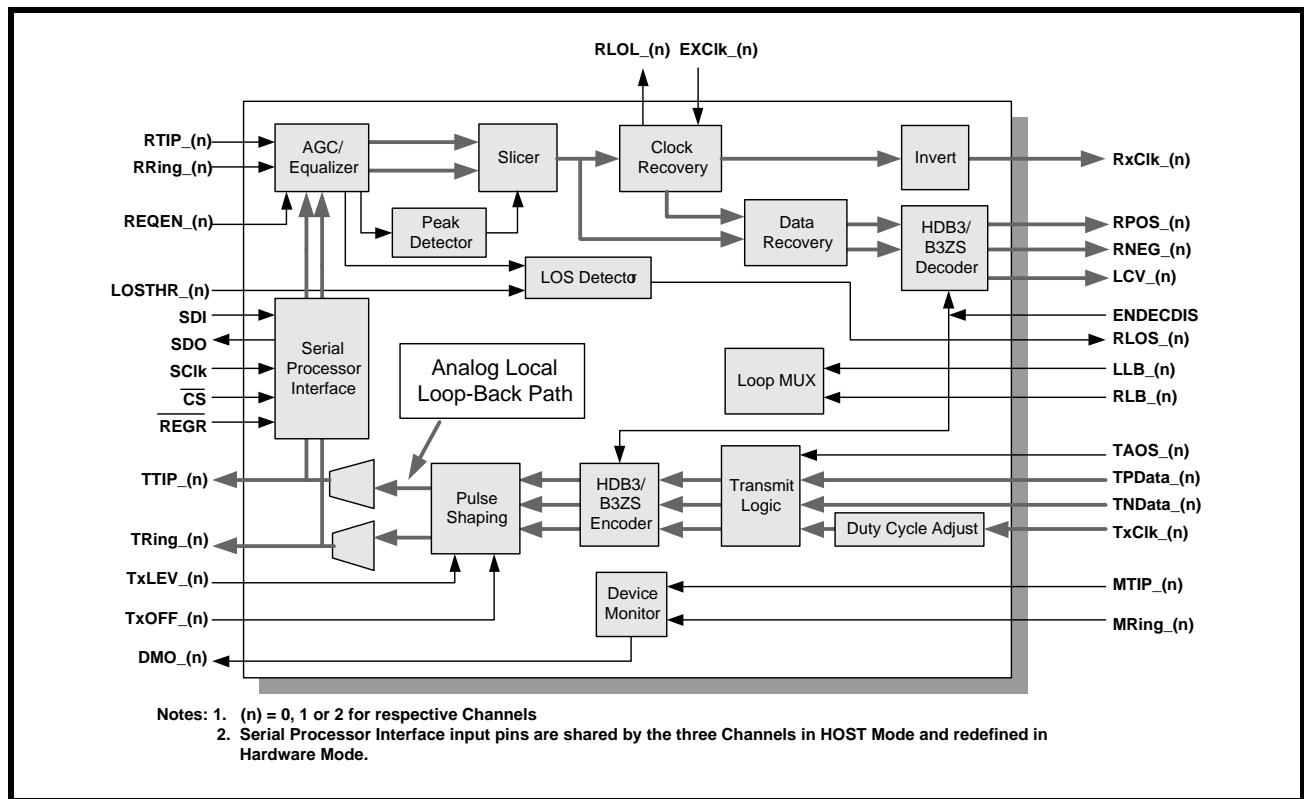 RLOL_(n) EXClk_(n)
RTIP_(n)
RRing_(n)
REQEN_(n)
LOSTHR_(n)
SDI
SDO
SClk
CS
REGR
TTIP_(n)
TRing_(n)
TxLEV_(n)
TxOFF_(n)
DMO_(n)
AGC/
Equalizer
Slicer
Clock
Recovery
Invert
Peak
Detector
Data
Recovery
HDB3/
B3ZS
Decoder
LOS Detector
Serial
Processor
Interface
Analog Local
Loop-Back Path
Loop MUX
Pulse
Shaping
HDB3/
B3ZS
Encoder
Transmit
Logic
Duty Cycle Adjust
Device
Monitor
RxClk_(n)
RPOS_(n)
RNEG_(n)
LCV_(n)
ENDECDIS
RLOS_(n)
LLB_(n)
RLB_(n)
TAOS_(n)
TPData_(n)
TNData_(n)
TxClk_(n)
MTIP_(n)
MRing_(n)
Notes: 1. (n) = 0, 1 or 2 for respective Channels
2. Serial Processor Interface input pins are shared by the three Channels in HOST Mode and redefined in
Hardware Mode.